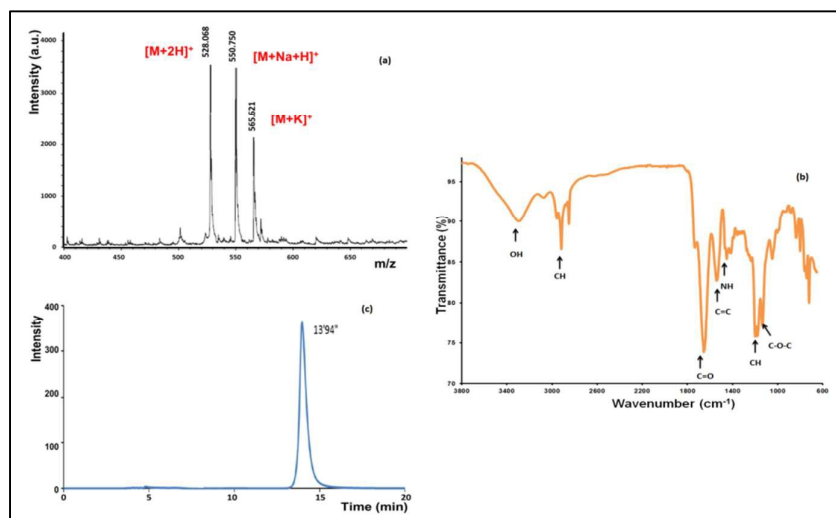 (a)
[M+2H]+
528.068
550.750
[M+Na+H]+
565.621
[M+K]+
Intensity (a.u.)
4000
3000
2000
1000
0
400 450 500 550 600 650
m/z
(b)
Transmittance (%)
95
90
85
80
75
70
OH
CH
C=O
C=C
NH
CH
C-O-C
3800 3400 3000 2600 2200 1800 1400 1000 600
Wavenumber (cm-1)
(c)
Intensity
400
300
200
100
0
13'94"
0 5 10 15 20
Time (min)